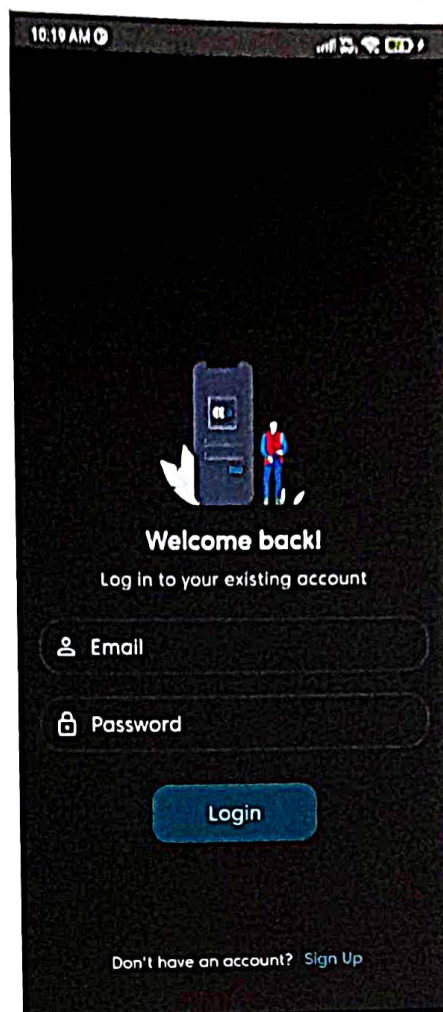 10:19 AM
Welcome back!
Log in to your existing account
Email
Password
Login
Don't have an account? Sign Up